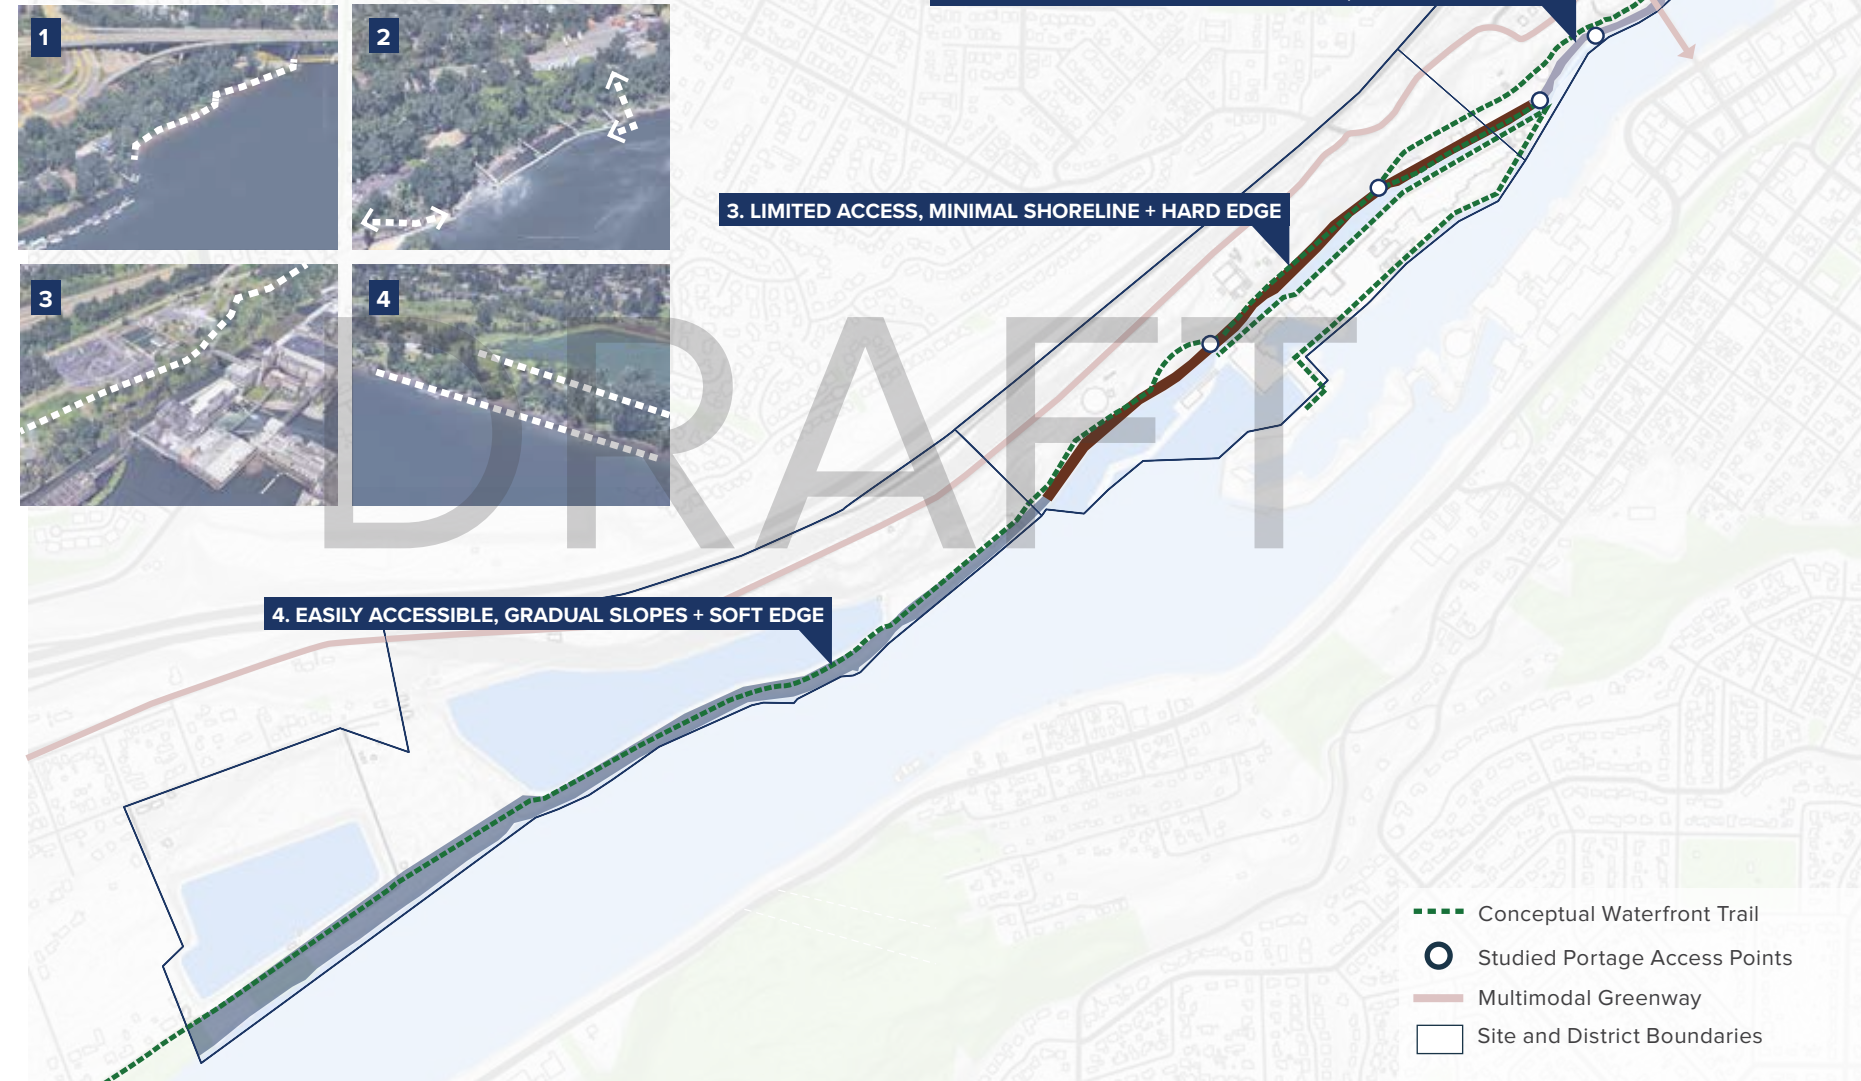 1
2
3. LIMITED ACCESS, MINIMAL SHORELINE + HARD EDGE
3
4
DRAFT
4. EASILY ACCESSIBLE, GRADUAL SLOPES + SOFT EDGE
Conceptual Waterfront Trail
Studied Portage Access Points
Multimodal Greenway
Site and District Boundaries